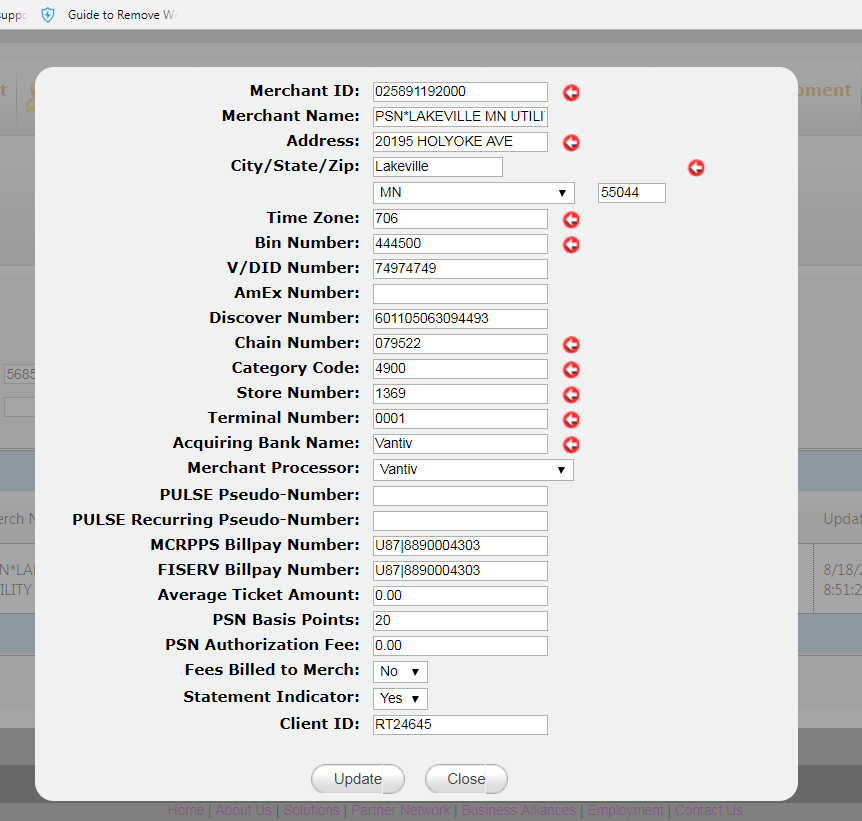 Guide to Remove
Merchant ID: 025891192000
Merchant Name: PSN*LAKEVILLE MN UTILI
Address: 20195 HOLYOKE AVE
City/State/Zip: Lakeville
MN 55044
Time Zone: 706
Bin Number: 444500
V/DID Number: 74974749
AmEx Number:
Discover Number: 601105063094493
Chain Number: 079522
Category Code: 4900
Store Number: 1369
5685
Terminal Number: 0001
Acquiring Bank Name: Vantiv
Merchant Processor: Vantiv
PULSE Pseudo-Number:
PULSE Recurring Pseudo-Number:
erch N Updat
MCRPPS Billpay Number: U87|8890004303
N*LA 8/18/2
FISERV Billpay Number: U87|8890004303
ILITY 8:51:2
Average Ticket Amount: 0.00
PSN Basis Points: 20
PSN Authorization Fee: 0.00
Fees Billed to Merch: No
Statement Indicator: Yes
Client ID: RT24645
Update Close
Home | About Us | Solutions | Partner Network | Business Alliances | Employment | Contact Us